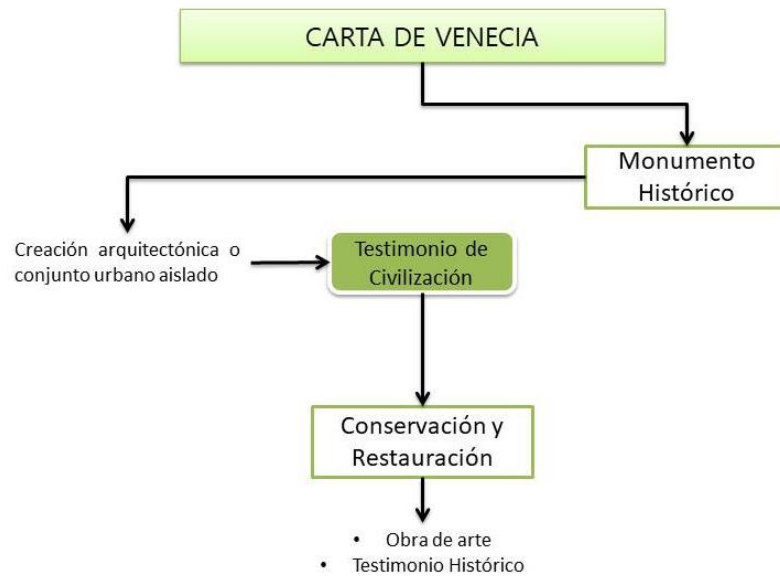 CARTA DE VENECIA
Monumento
Histórico
Creación arquitectónica o
conjunto urbano aislado
Testimonio de
Civilización
Conservación y
Restauración
• Obra de arte
• Testimonio Histórico